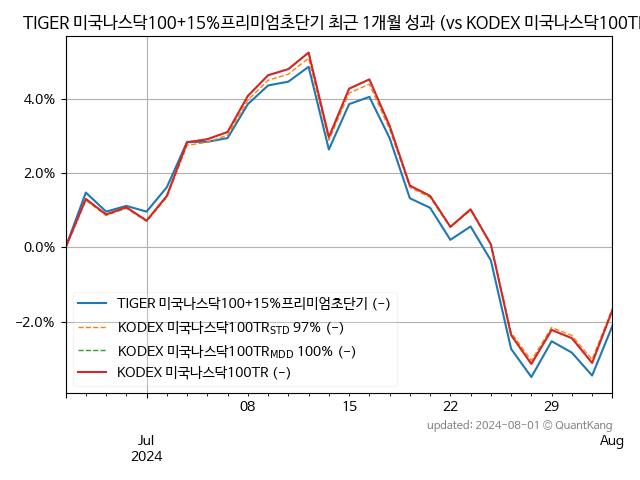 TIGER 미국나스닥100+15%프리미엄초단기 최근 1개월 성과 (vs KODEX 미국나스닥100T
4.0%
2.0%
0.0%
−2.0%
TIGER 미국나스닥100+15%프리미엄초단기 (-)
KODEX 미국나스닥100TRSTD 97% (-)
KODEX 미국나스닥100TRMDD 100% (-)
KODEX 미국나스닥100TR (-)
08 15 22 29
updated: 2024-08-01 © QuantKang
Jul Aug
2024